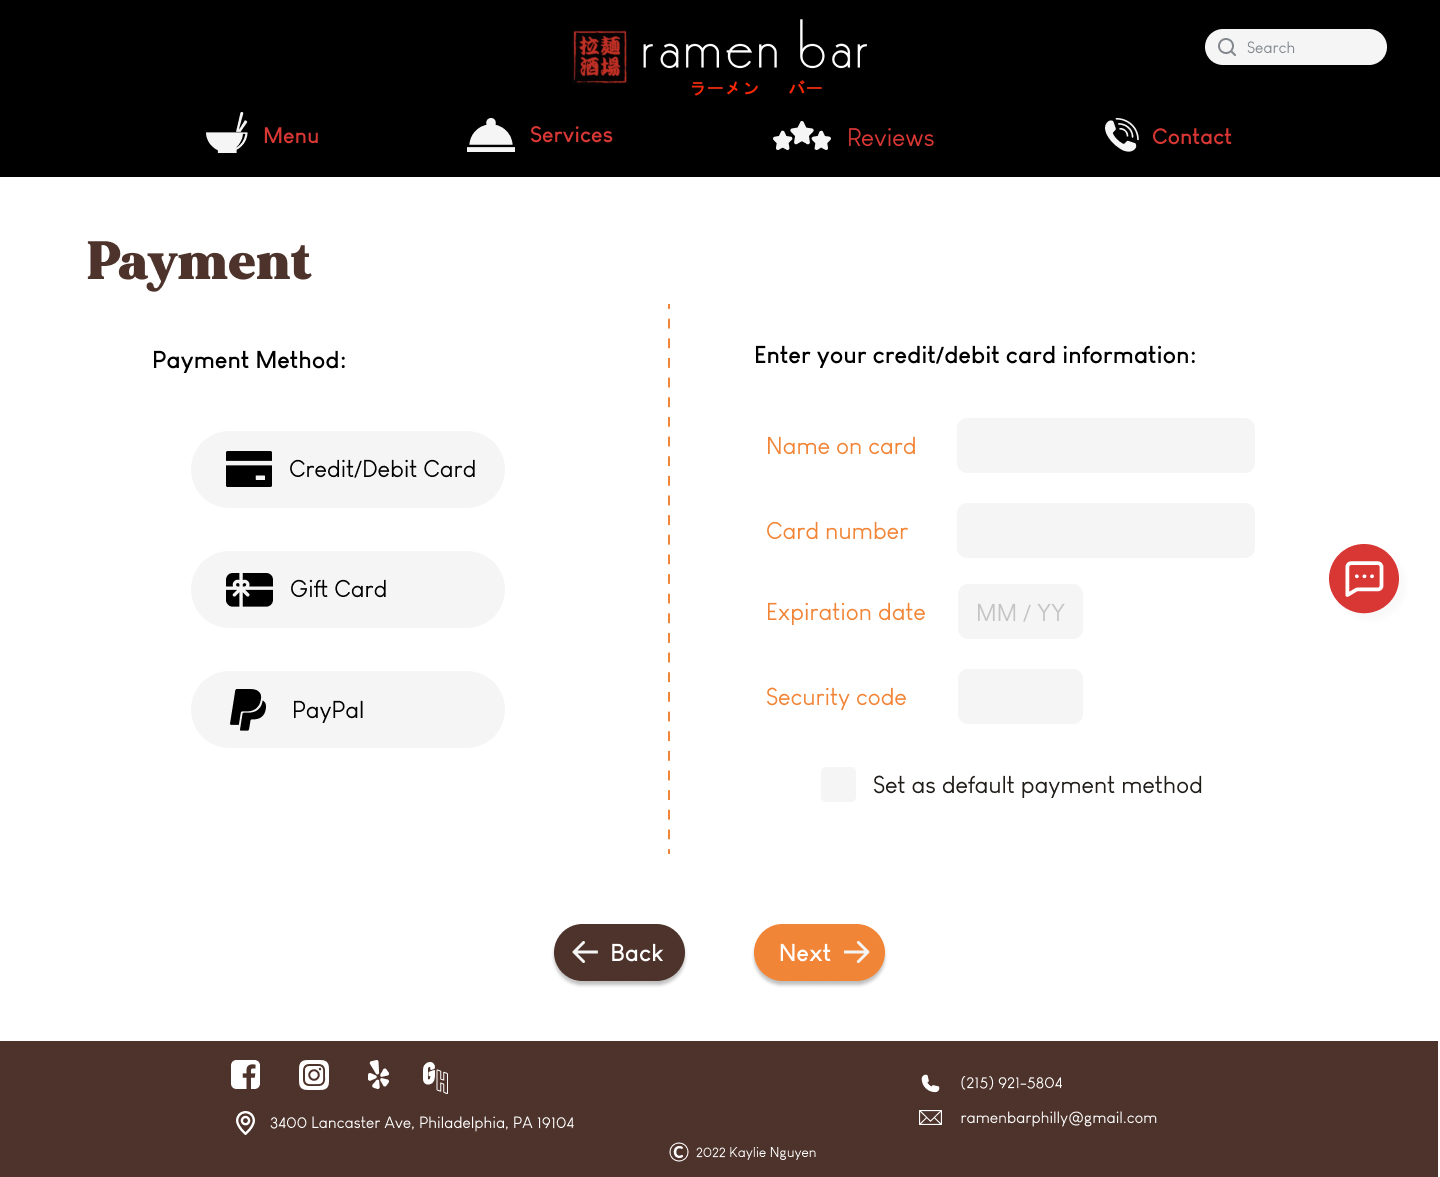 拉麺
酒場
ramen bar
ラーメン バー
Search
Menu
Services
Reviews
Contact
Payment
Payment Method:
Credit/Debit Card
Gift Card
PayPal
Enter your credit/debit card information:
Name on card
Card number
Expiration date
MM / YY
Security code
Set as default payment method
Back
Next
GH
3400 Lancaster Ave, Philadelphia, PA 19104
(215) 921-5804
ramenbarphilly@gmail.com
© 2022 Kaylie Nguyen